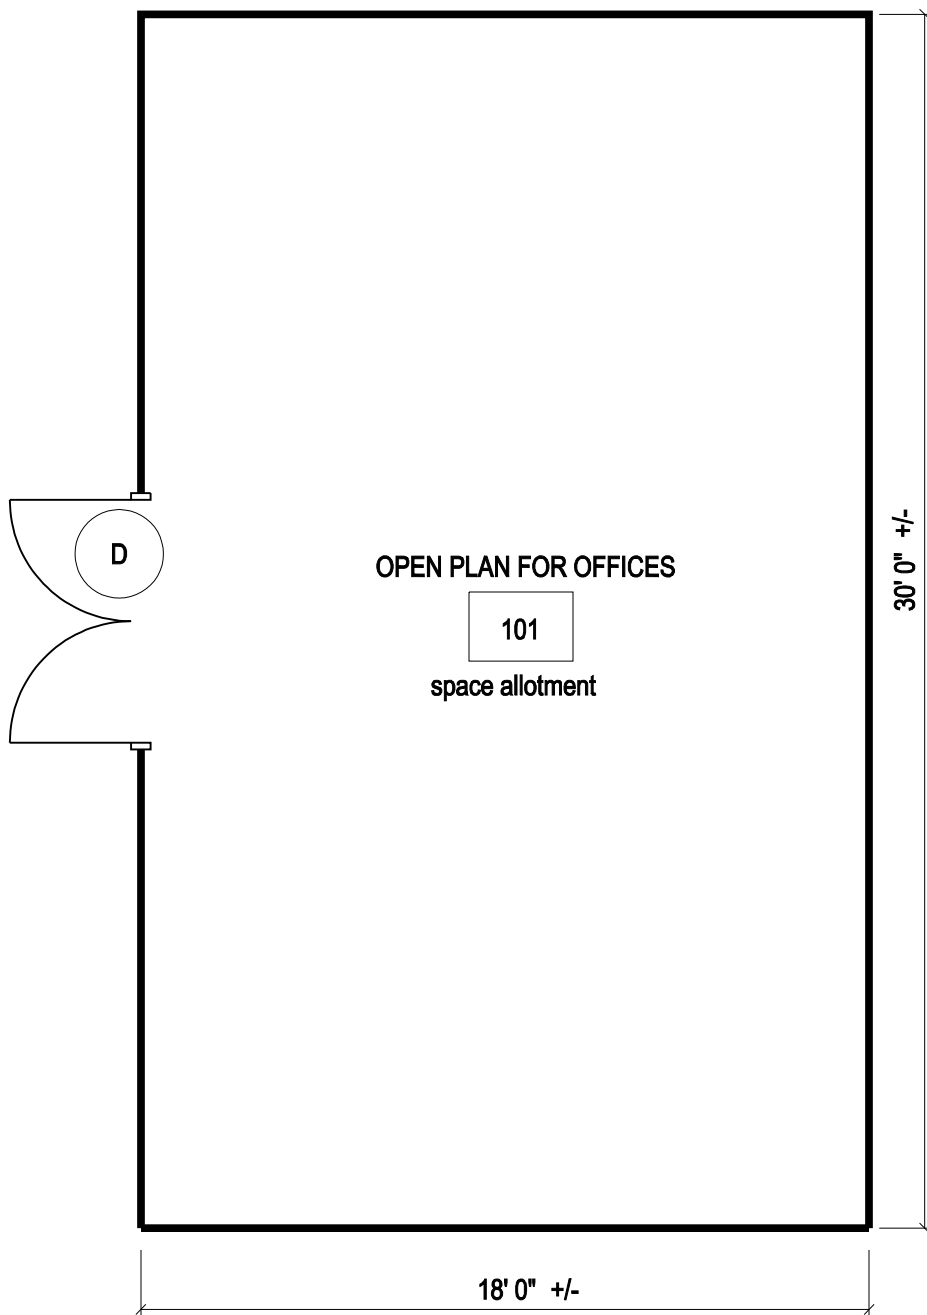 D
OPEN PLAN FOR OFFICES
101
space allotment
30' 0" +/-
18' 0" +/-